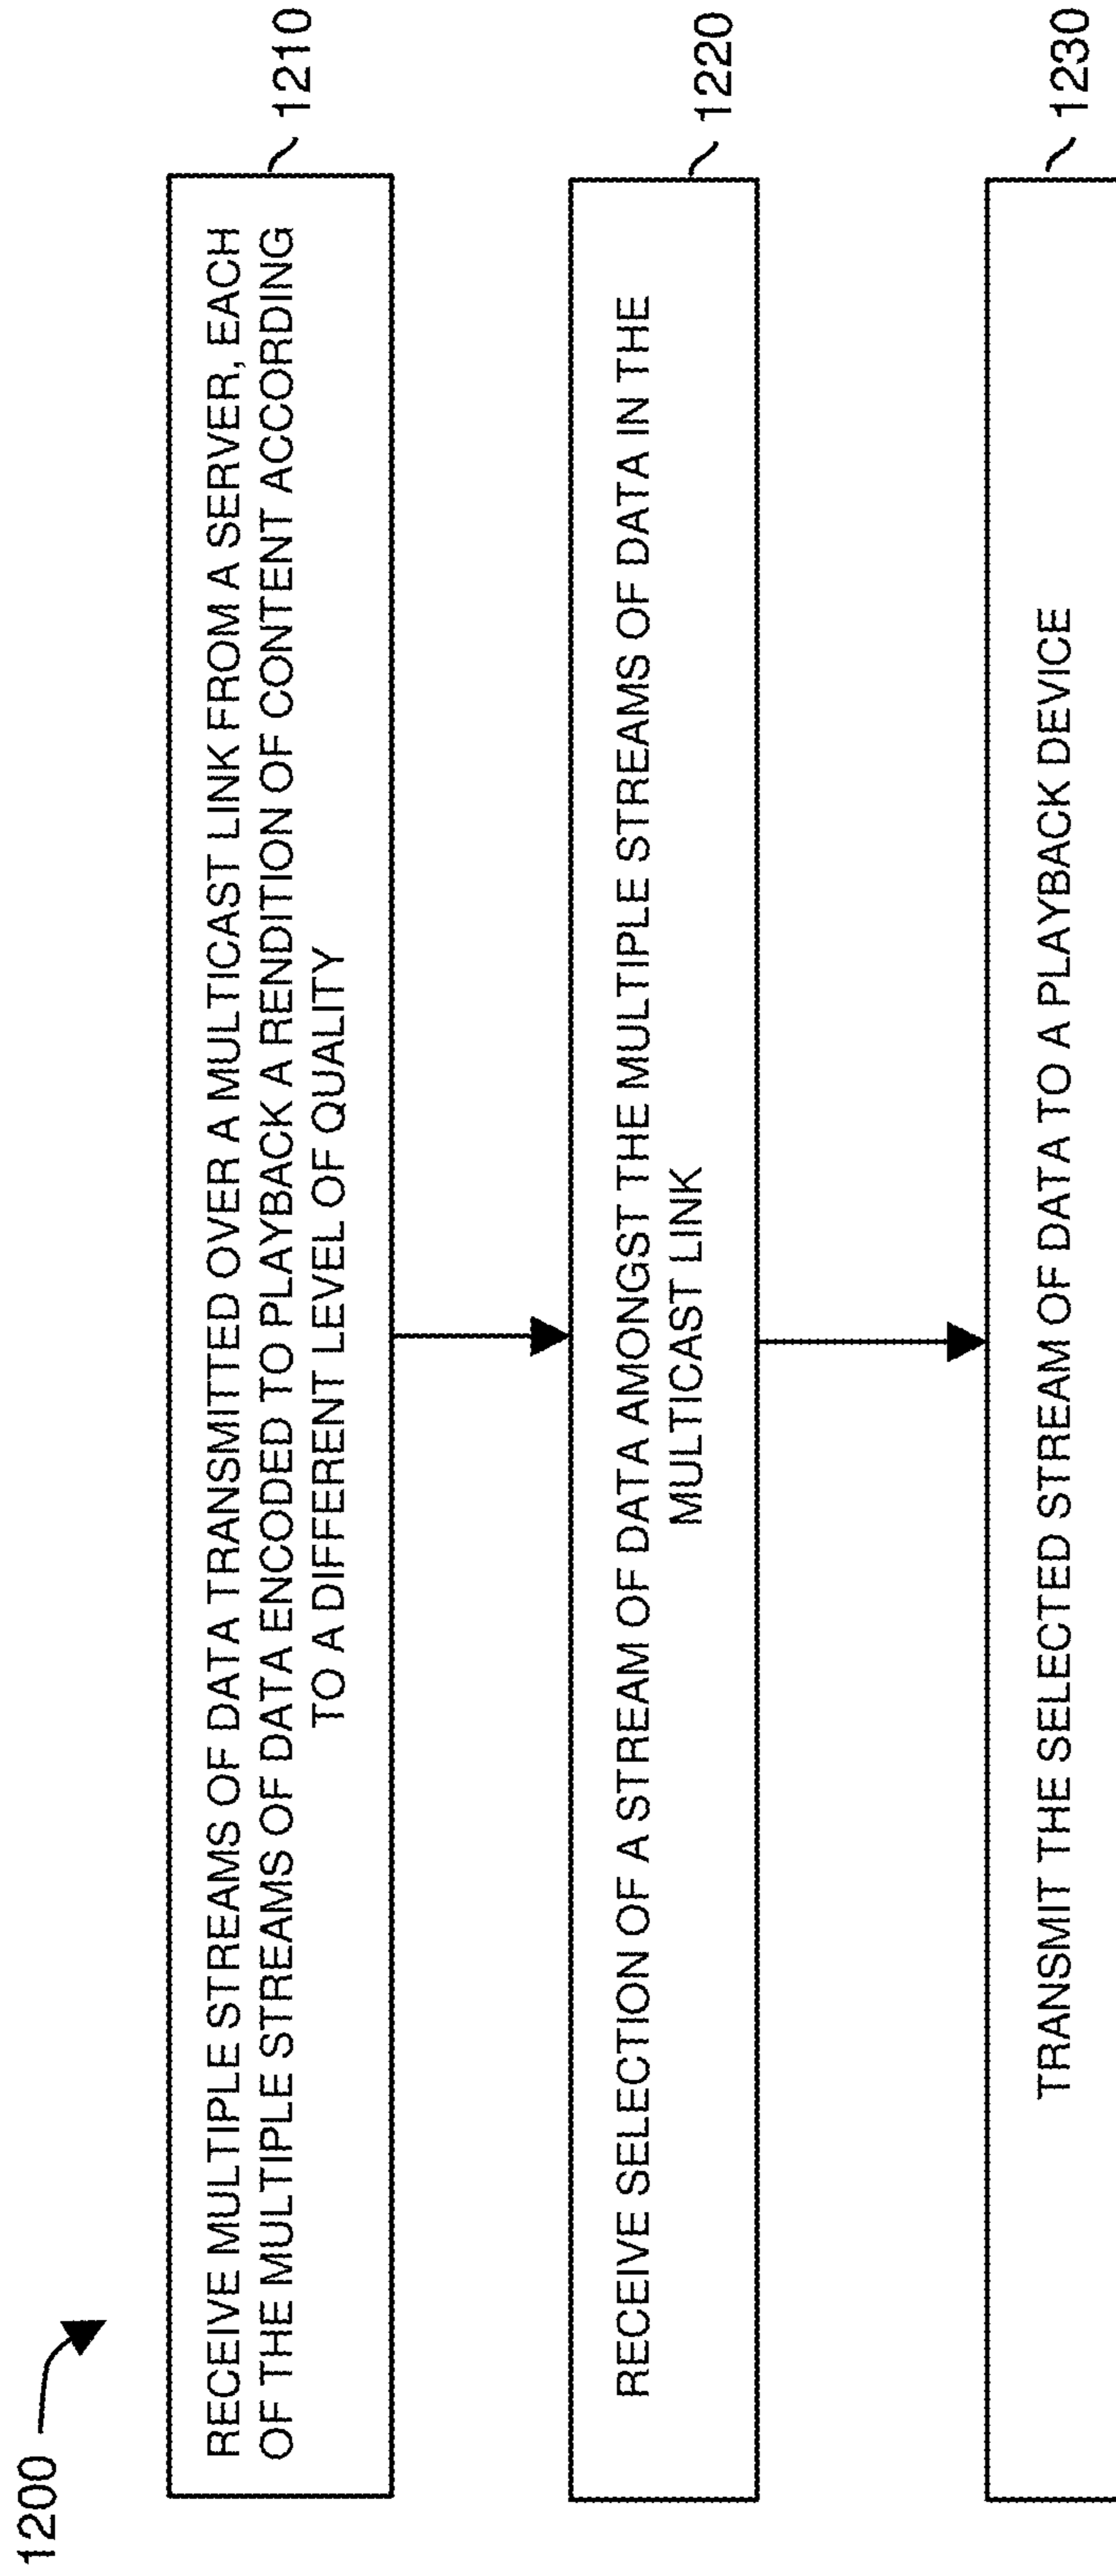 1200
RECEIVE MULTIPLE STREAMS OF DATA TRANSMITTED OVER A MULTICAST LINK FROM A SERVER, EACH
OF THE MULTIPLE STREAMS OF DATA ENCODED TO PLAYBACK A RENDITION OF CONTENT ACCORDING
TO A DIFFERENT LEVEL OF QUALITY
1210
RECEIVE SELECTION OF A STREAM OF DATA AMONGST THE MULTIPLE STREAMS OF DATA IN THE
MULTICAST LINK
1220
TRANSMIT THE SELECTED STREAM OF DATA TO A PLAYBACK DEVICE
1230